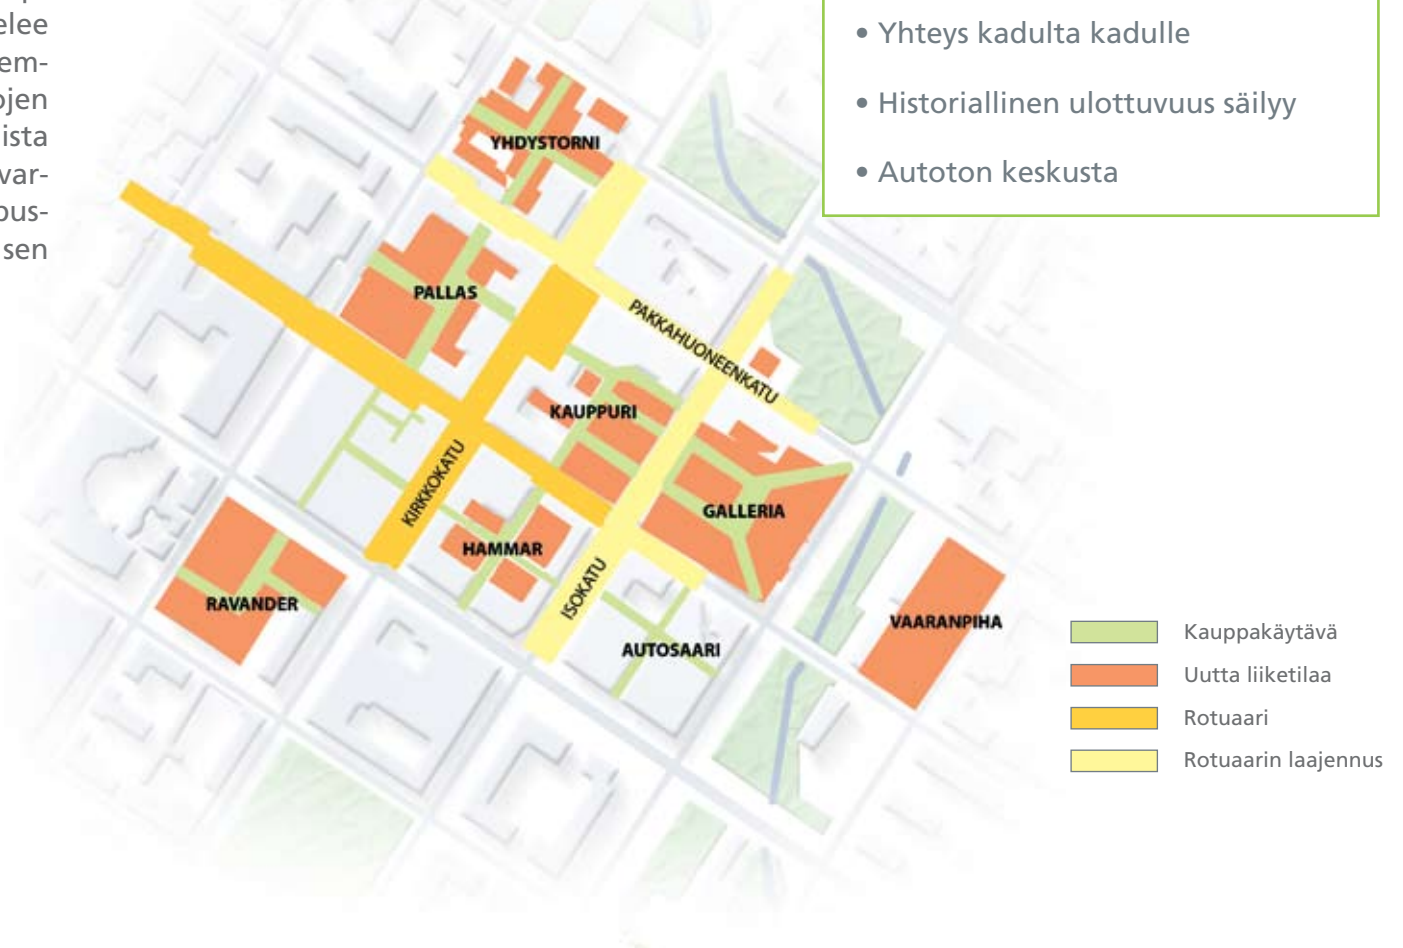 elee
em-
ojen
ista
var-
ous-
sen
• Yhteys kadulta kadulle
• Historiallinen ulottuvuus säilyy
• Autoton keskusta
YHDYSTORNI
PALLAS
PAKKAHUONEENKATU
KAUPPURI
KIRKKOKATU
GALLERIA
HAMMAR
ISOKATU
RAVANDER
AUTOSAARI
VAARANPIHA
Kauppakäytävä
Uutta liiketilaa
Rotuaari
Rotuaarin laajennus